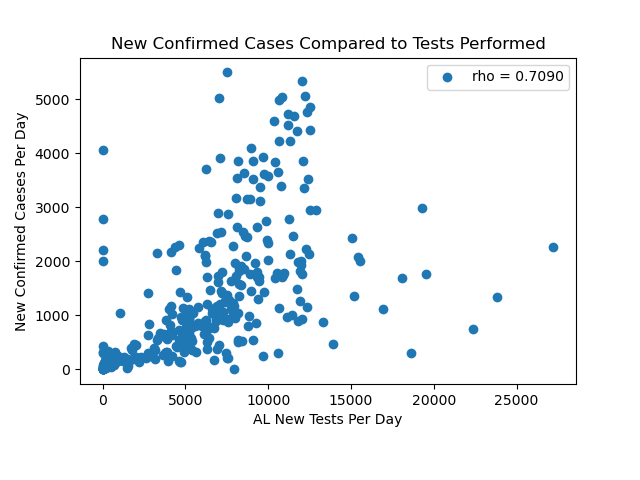 New Confirmed Cases Compared to Tests Performed
rho = 0.7090
New Confirmed Caeses Per Day
5000
4000
3000
2000
1000
0
0 5000 10000 15000 20000 25000
AL New Tests Per Day